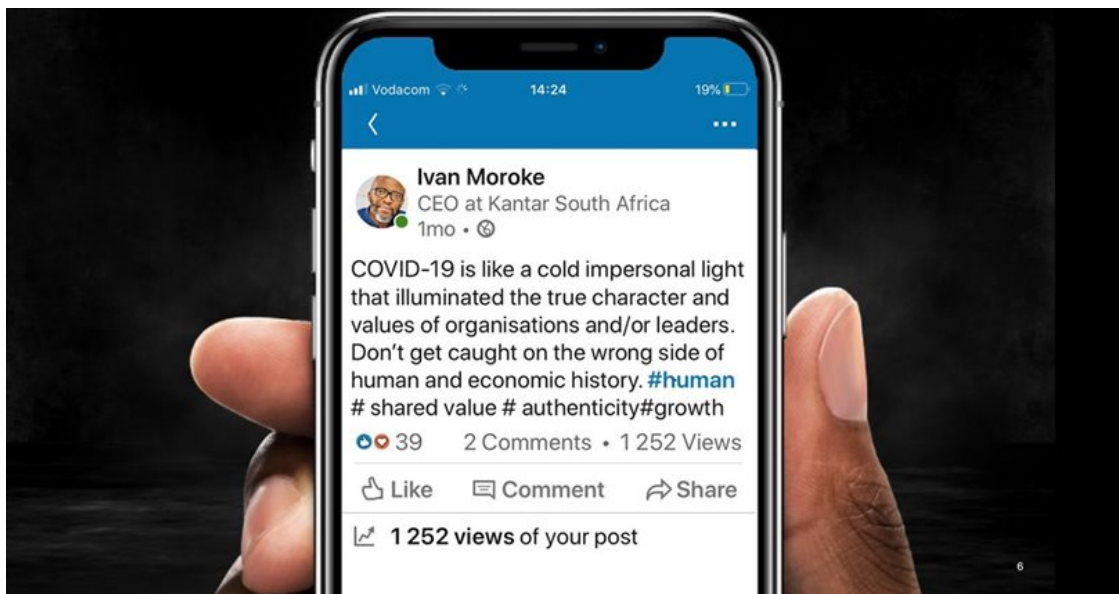 Vodacom 14:24 19%
Ivan Moroke
CEO at Kantar South Africa
1mo •
COVID-19 is like a cold impersonal light
that illuminated the true character and
values of organisations and/or leaders.
Don't get caught on the wrong side of
human and economic history. #human
# shared value # authenticity#growth
39 2 Comments • 1 252 Views
Like Comment Share
1 252 views of your post
6